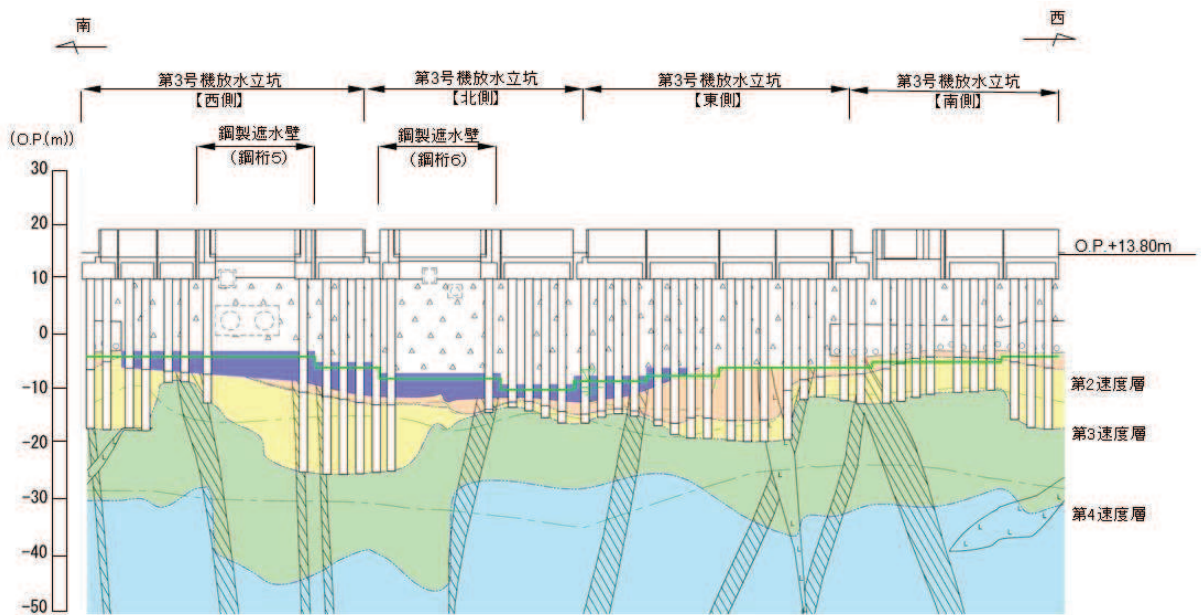 南
西
第3号機放水立坑
【西側】
第3号機放水立坑
【北側】
第3号機放水立坑
【東側】
第3号機放水立坑
【南側】
鋼製遮水壁
(鋼桁5)
鋼製遮水壁
(鋼桁6)
(O.P.(m))
30
20
10
0
-10
-20
-30
-40
-50
O.P.+13.80m
第2速度層
第3速度層
第4速度層